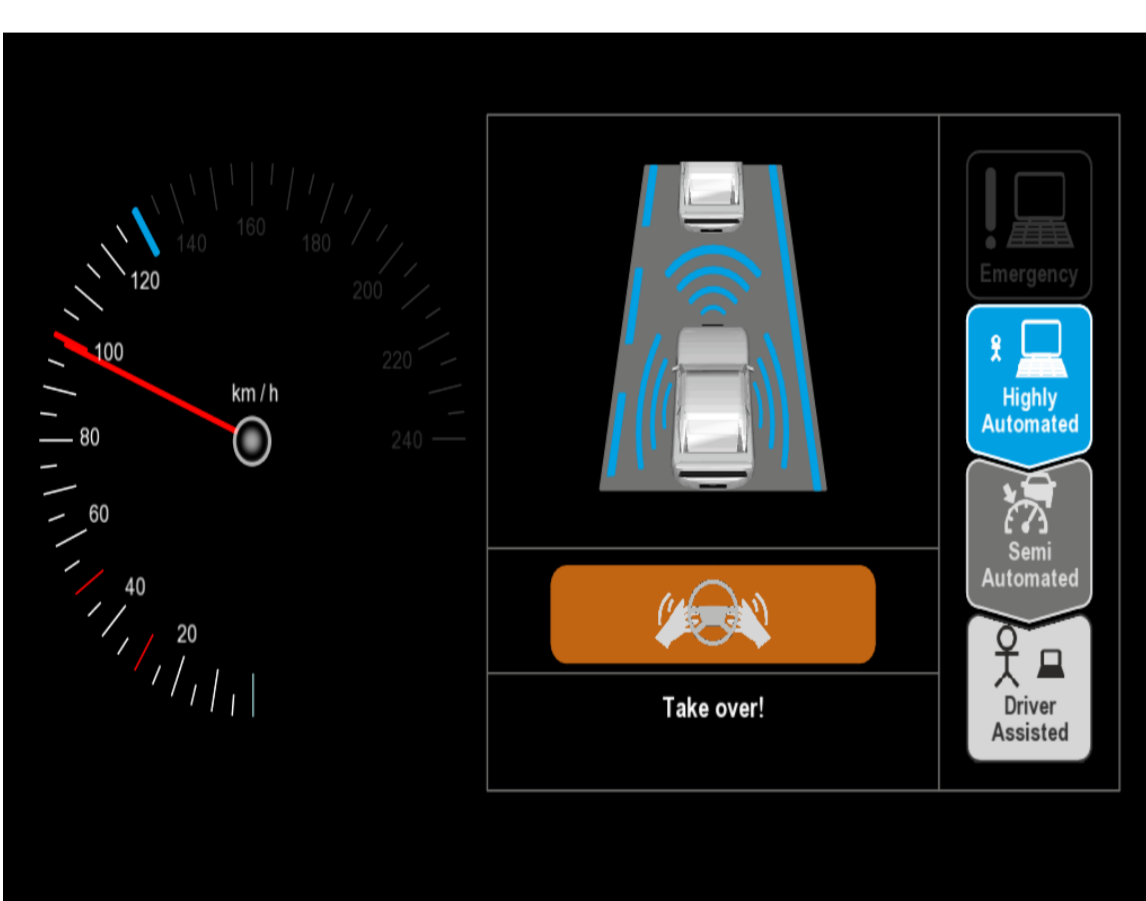 160
140
180
120
200
100
220
km / h
80
240
60
40
20
Take over!
Emergency
Highly
Automated
Semi
Automated
Driver
Assisted